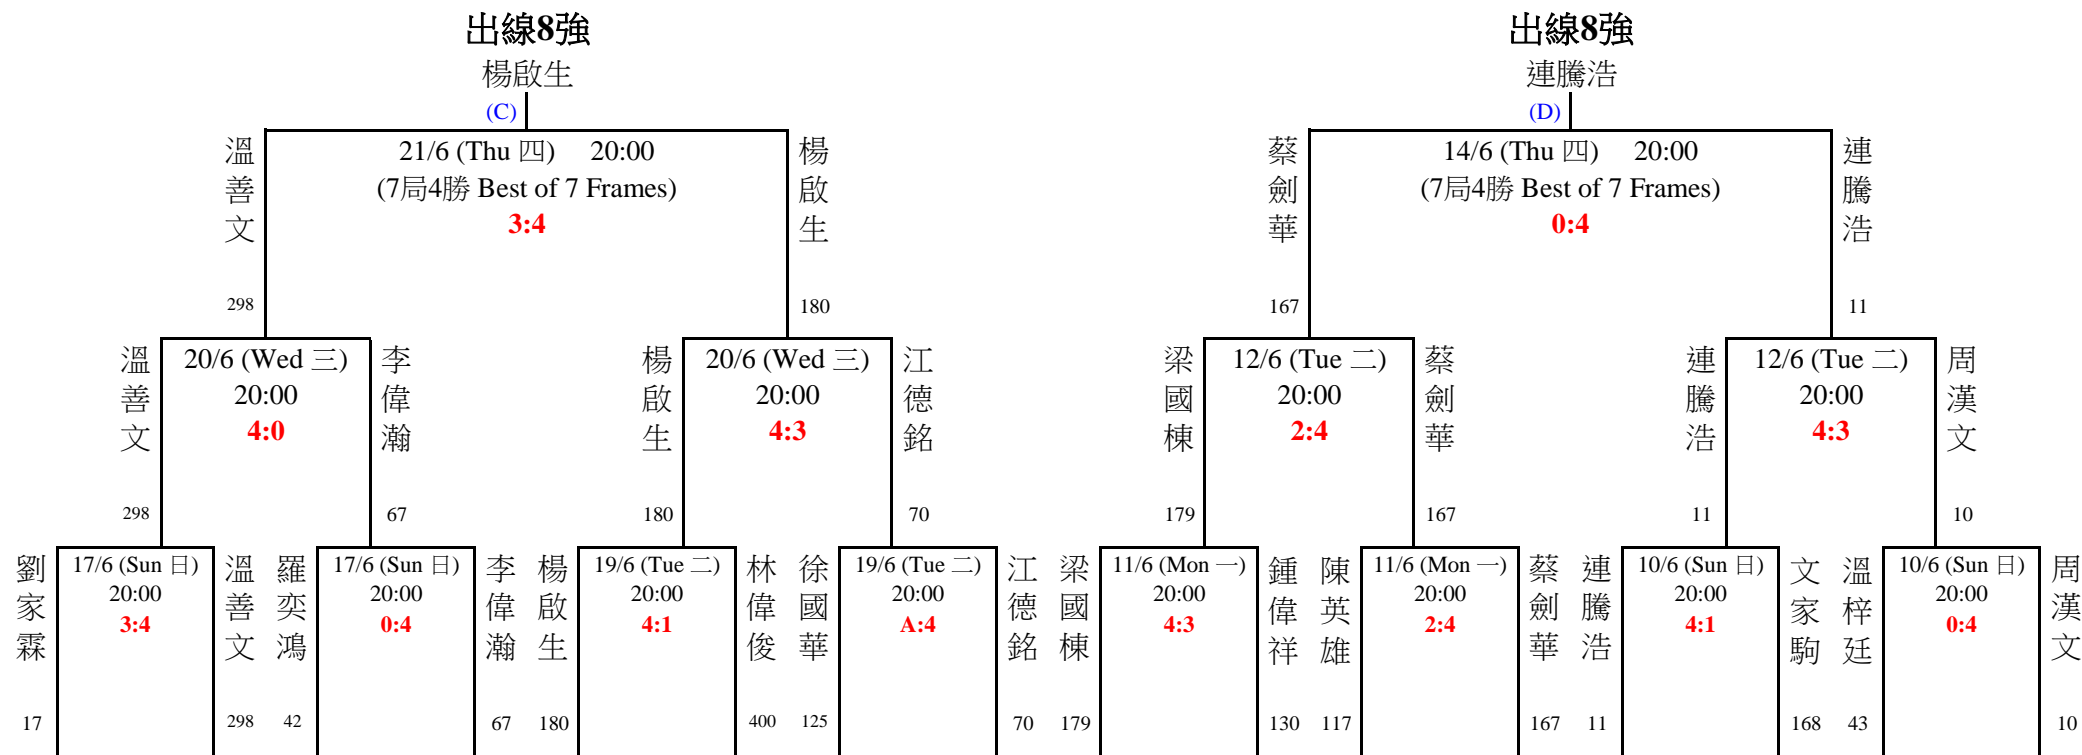 出線8強
楊啟生
(C)
溫善文
298
21/6 (Thu 四) 20:00
(7局4勝 Best of 7 Frames)
3:4
楊啟生
180
溫善文
298
20/6 (Wed 三)
20:00
4:0
李偉瀚
67
楊啟生
180
20/6 (Wed 三)
20:00
4:3
江德銘
70
劉家霖
17
17/6 (Sun 日)
20:00
3:4
溫善文
298
羅奕鴻
42
17/6 (Sun 日)
20:00
0:4
李偉瀚
67
楊啟生
180
19/6 (Tue 二)
20:00
4:1
林偉俊
400
徐國華
125
19/6 (Tue 二)
20:00
A:4
江德銘
70
出線8強
連騰浩
(D)
蔡劍華
167
14/6 (Thu 四) 20:00
(7局4勝 Best of 7 Frames)
0:4
連騰浩
11
梁國棟
179
12/6 (Tue 二)
20:00
2:4
蔡劍華
167
連騰浩
11
12/6 (Tue 二)
20:00
4:3
周漢文
10
梁國棟
179
11/6 (Mon 一)
20:00
4:3
鍾偉祥
130
陳英雄
117
11/6 (Mon 一)
20:00
2:4
蔡劍華
167
連騰浩
11
10/6 (Sun 日)
20:00
4:1
文家駒
168
溫梓廷
43
10/6 (Sun 日)
20:00
0:4
周漢文
10